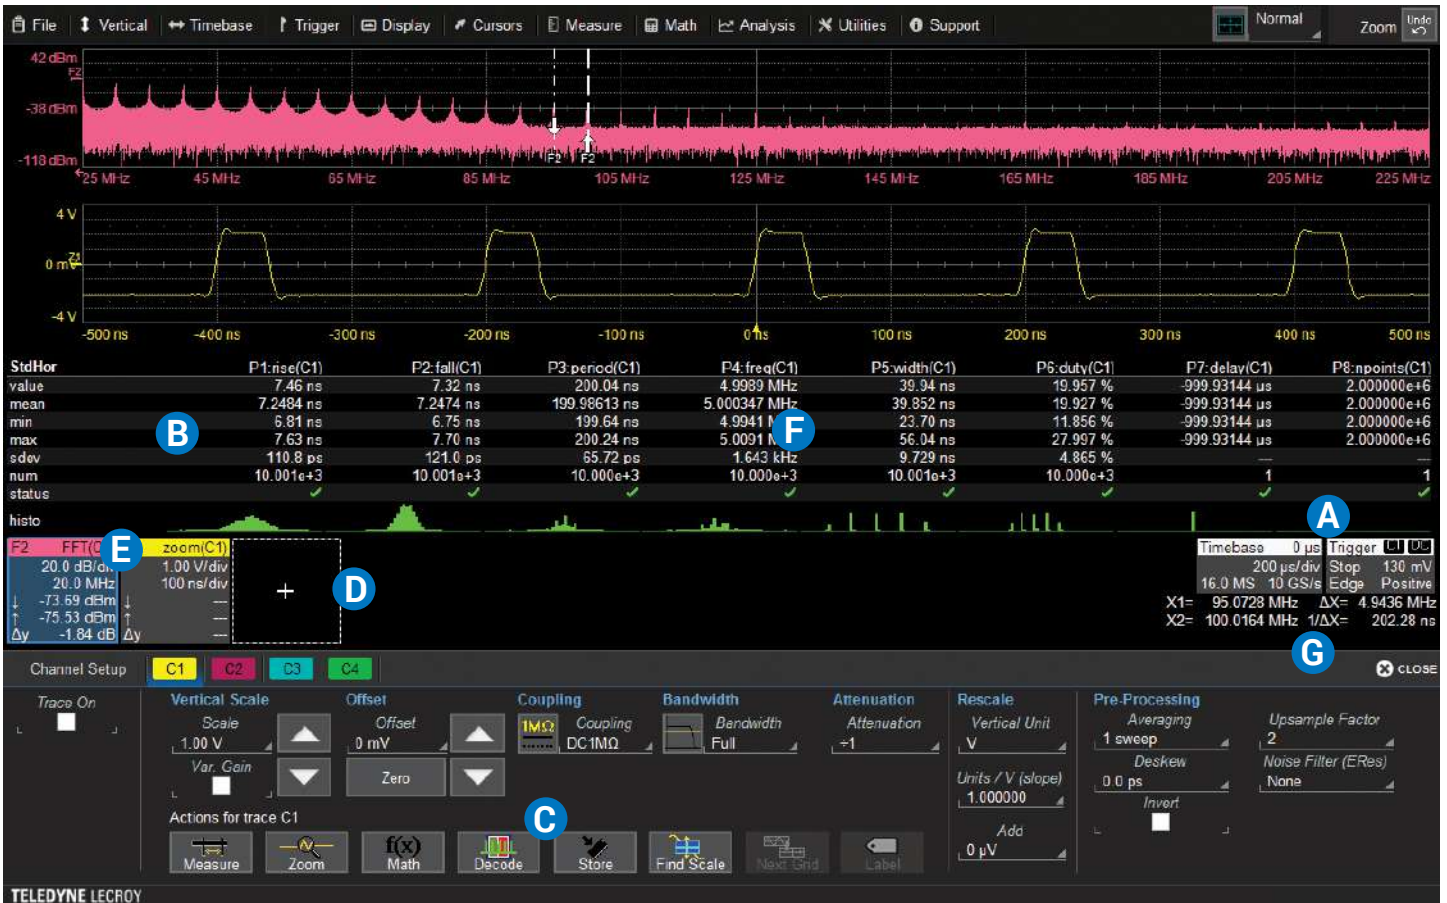 File Vertical Timebase Trigger Display Cursors Measure Math Analysis Utilities Support Normal Zoom Undo
42 dBm
F2
-38 dBm
-118 dBm
F2 F2
25 MHz 45 MHz 65 MHz 85 MHz 105 MHz 125 MHz 145 MHz 165 MHz 185 MHz 205 MHz 225 MHz
4 V
0 mV Z1
-4 V
-500 ns -400 ns -300 ns -200 ns -100 ns 0 ns 100 ns 200 ns 300 ns 400 ns 500 ns
StdHor P1:rise(C1) P2:fall(C1) P3:period(C1) P4:freq(C1) P5:width(C1) P6:duty(C1) P7:delay(C1) P8:npoints(C1)
value 7.46 ns 7.32 ns 200.04 ns 4.9989 MHz 39.94 ns 19.957 % -999.93144 µs 2.000000e+6
mean 7.2484 ns 7.2474 ns 199.98613 ns 5.000347 MHz 39.852 ns 19.927 % -999.93144 µs 2.000000e+6
min 6.81 ns 6.75 ns 199.64 ns 4.9941 MHz 23.70 ns 11.856 % -999.93144 µs 2.000000e+6
max 7.63 ns 7.70 ns 200.24 ns 5.0091 56.04 ns 27.997 % -999.93144 µs 2.000000e+6
sdev 110.8 ps 121.0 ps 65.72 ps 1.643 kHz 9.729 ns 4.865 % --- ---
num 10.001e+3 10.001e+3 10.000e+3 10.000e+3 10.001e+3 10.000e+3 1 1
status
B F
histo
A
F2 FFT(C zoom(C1) Timebase 0 µs Trigger C1 DC
E
20.0 dB/div 1.00 V/div 200 µs/div Stop 130 mV
20.0 MHz 100 ns/div 16.0 MS 10 GS/s Edge Positive
+ D
-73.69 dBm --- X1= 95.0728 MHz ΔX= 4.9436 MHz
-75.53 dBm --- X2= 100.0164 MHz 1/ΔX= 202.28 ns
Δy -1.84 dB Δy ---
G
Channel Setup C1 C2 C3 C4 CLOSE
Trace On Vertical Scale Offset Coupling Bandwidth Attenuation Rescale Pre-Processing
Scale Offset 1MΩ Coupling Bandwidth Attenuation Vertical Unit Averaging Upsample Factor
1.00 V 0 mV DC1MΩ Full ÷1 V 1 sweep 2
Var. Gain Zero Units / V (slope) Deskew Noise Filter (ERes)
1.000000 0.0 ps None
Invert
Actions for trace C1 C
Add
0 µV
f(x)
Measure Zoom Math Decode Store Find Scale Next Grid Label
TELEDYNE LECROY